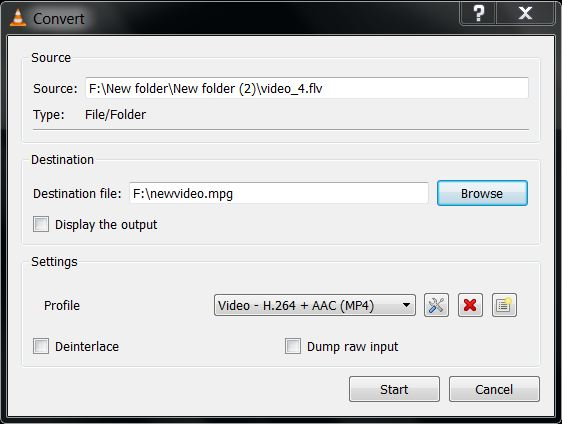 Convert
?
X
Source
Source: F:\New folder\New folder (2)\video_4.flv
Type: File/Folder
Destination
Destination file: F:\newvideo.mpg Browse
Display the output
Settings
Profile Video - H.264 + AAC (MP4)
Deinterlace Dump raw input
Start Cancel